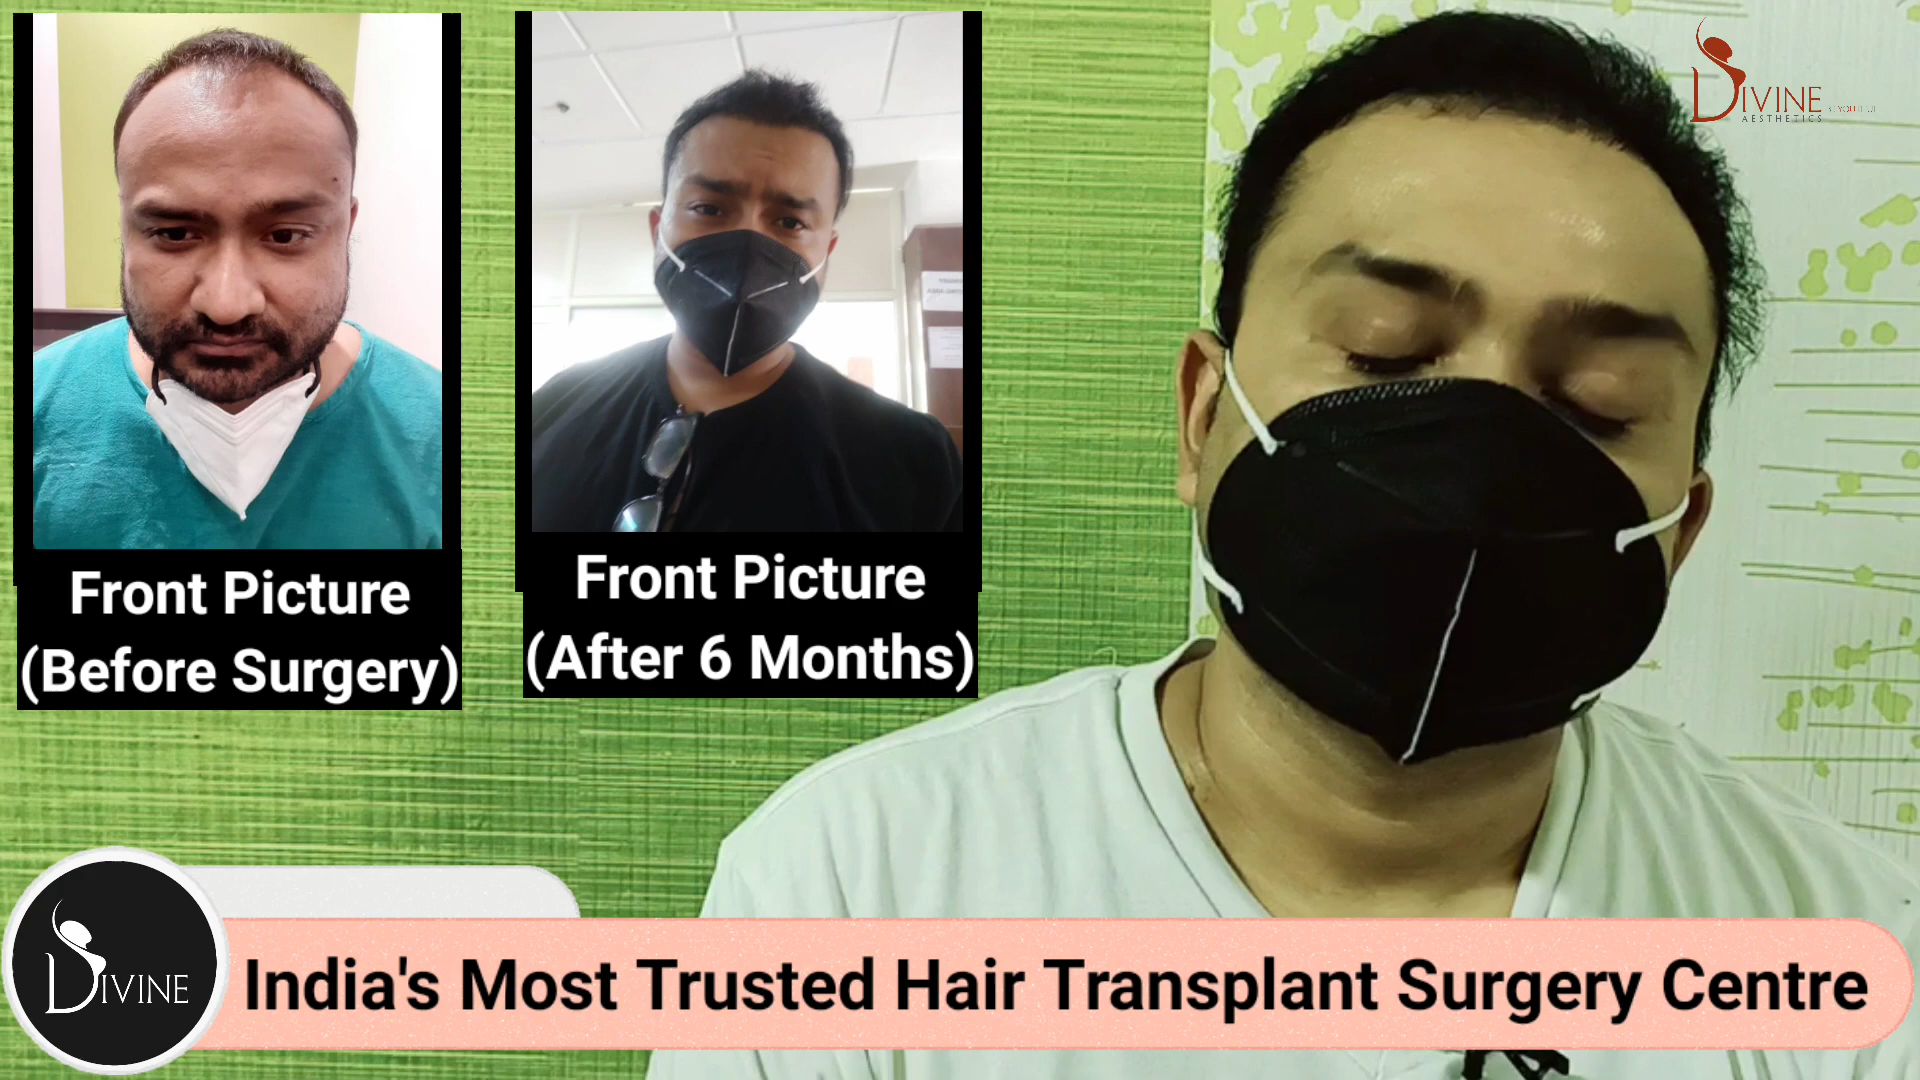 Front Picture
(Before Surgery)
Front Picture
(After 6 Months)
DIVINE
AESTHETICS
DIVINE
India's Most Trusted Hair Transplant Surgery Centre